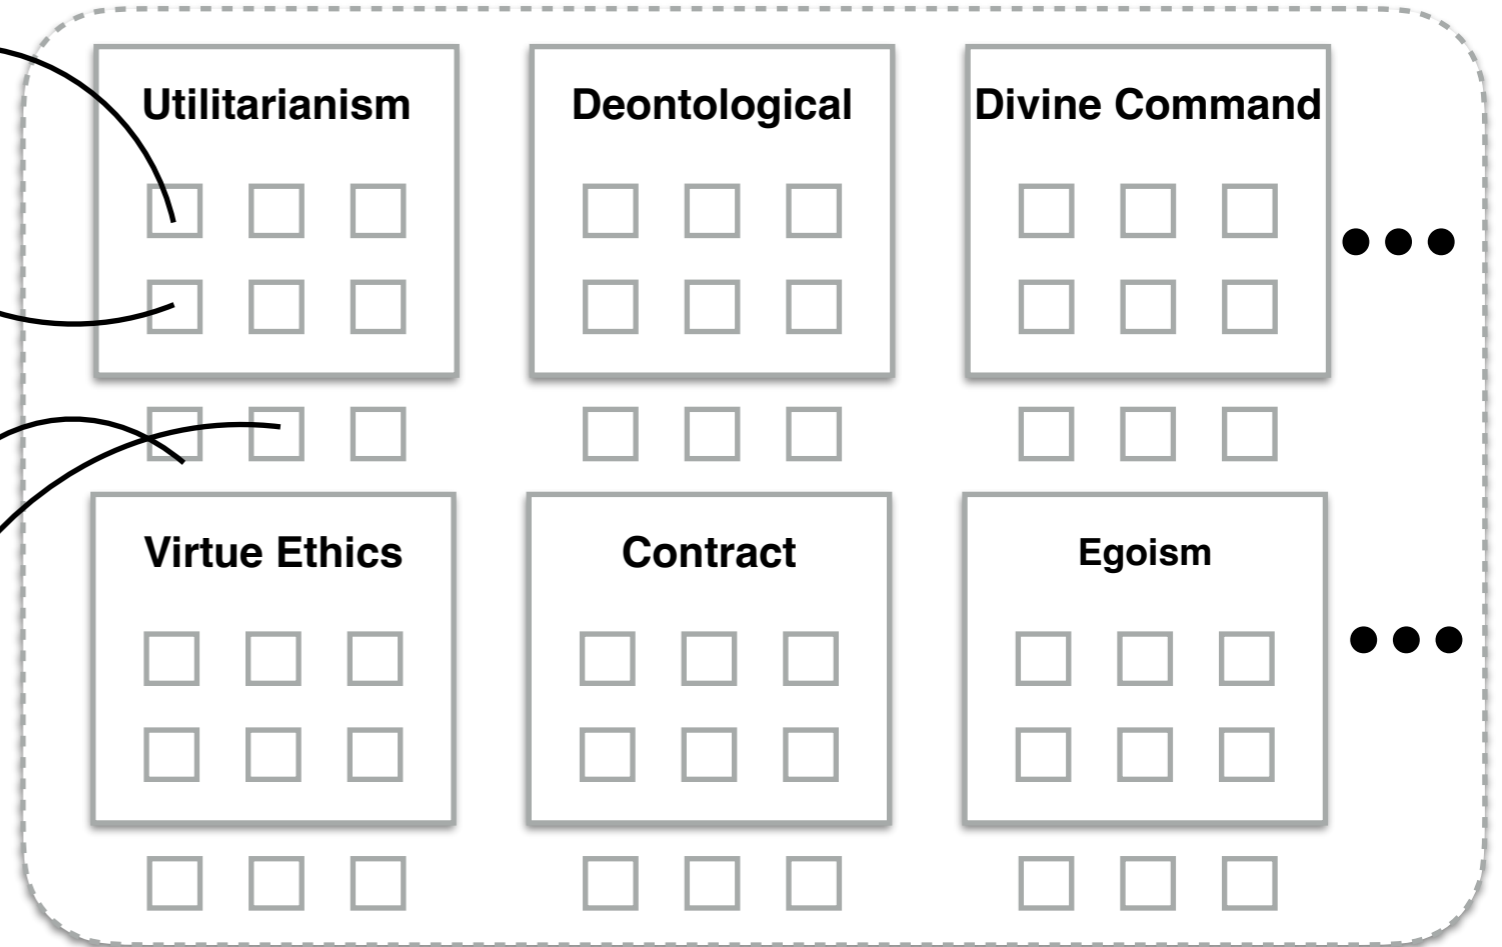 Utilitarianism
Deontological
Divine Command
Virtue Ethics
Contract
Egoism